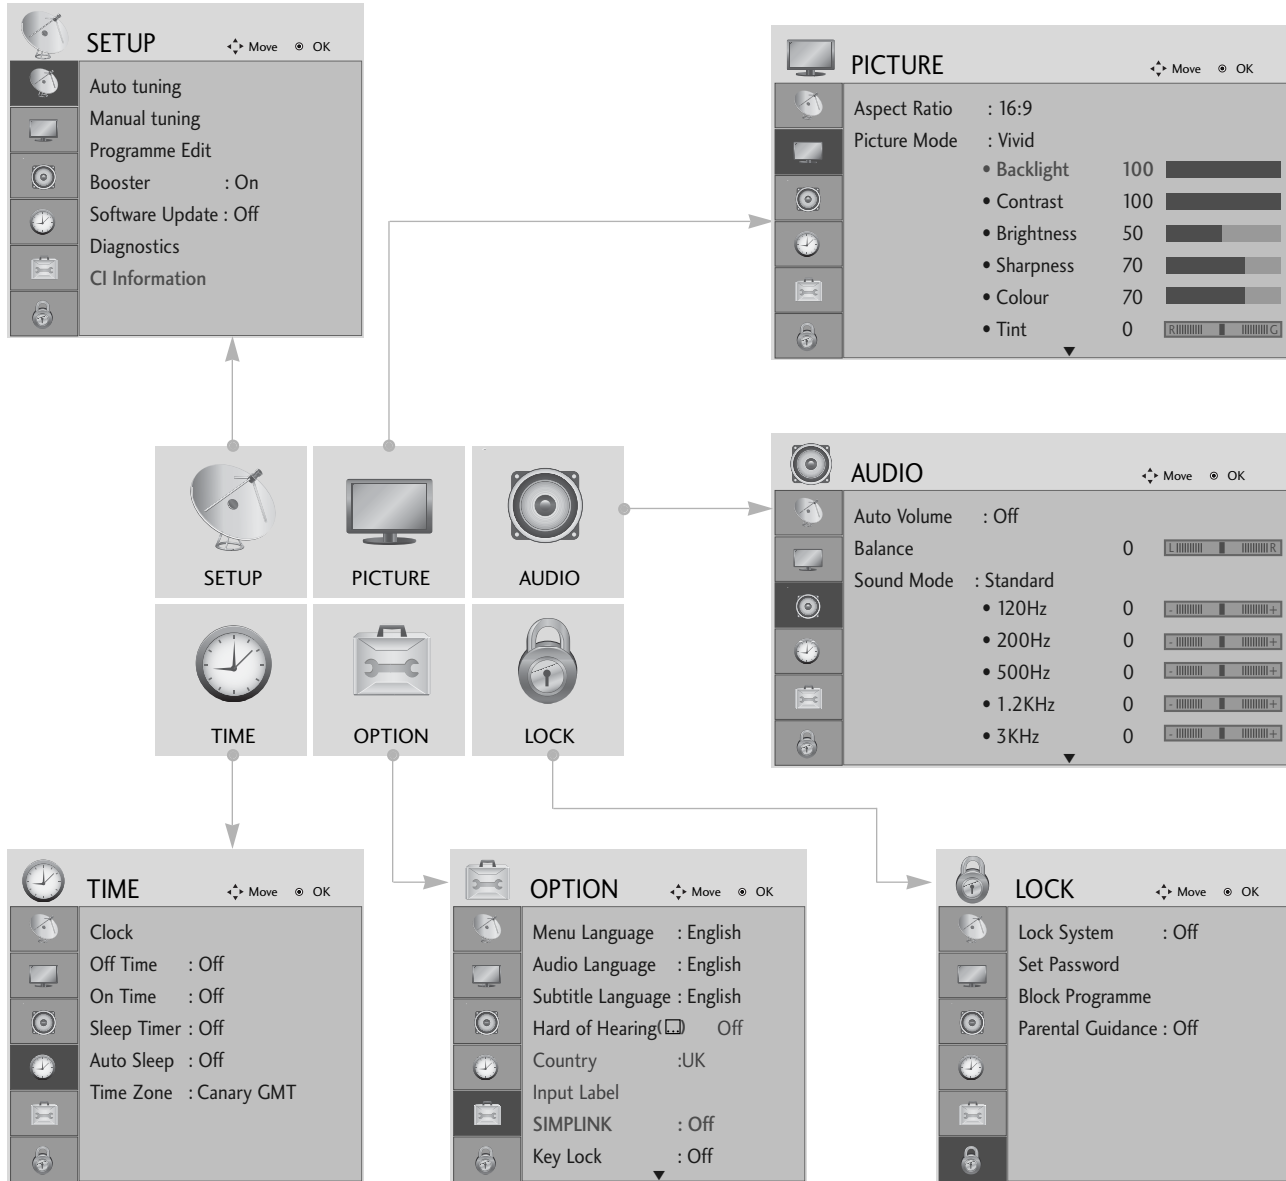 SETUP Move OK
Auto tuning
Manual tuning
Programme Edit
Booster : On
Software Update : Off
Diagnostics
CI Information
PICTURE Move OK
Aspect Ratio : 16:9
Picture Mode : Vivid
• Backlight 100
• Contrast 100
• Brightness 50
• Sharpness 70
• Colour 70
• Tint 0 R G
SETUP
PICTURE
AUDIO
TIME
OPTION
LOCK
AUDIO Move OK
Auto Volume : Off
Balance 0 L R
Sound Mode : Standard
• 120Hz 0 - +
• 200Hz 0 - +
• 500Hz 0 - +
• 1.2KHz 0 - +
• 3KHz 0 - +
TIME Move OK
Clock
Off Time : Off
On Time : Off
Sleep Timer : Off
Auto Sleep : Off
Time Zone : Canary GMT
OPTION Move OK
Menu Language : English
Audio Language : English
Subtitle Language : English
Hard of Hearing( ) Off
Country :UK
Input Label
SIMPLINK : Off
Key Lock : Off
LOCK Move OK
Lock System : Off
Set Password
Block Programme
Parental Guidance : Off